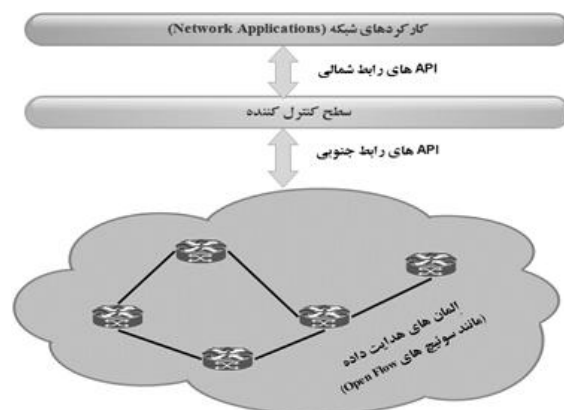 کارکردهای شبکه (Network Applications)
API های رابط شمالی
سطح کنترل کننده
API های رابط جنوبی
المان های هدایت داده
(مانند سوئیچ های Open Flow)